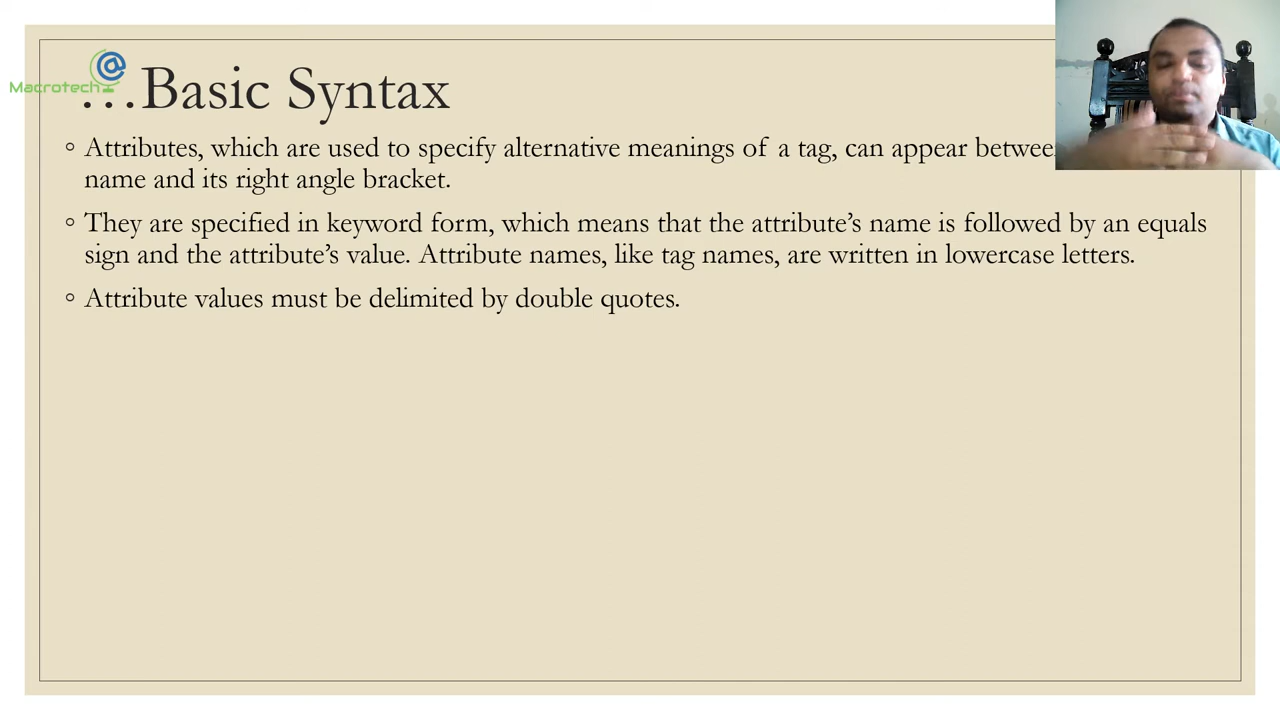 Macrotech
...Basic Syntax
Attributes, which are used to specify alternative meanings of a tag, can appear
name and its right angle bracket.
They are specified in keyword form, which means that the attribute’s name is followed by an equals
sign and the attribute’s value. Attribute names, like tag names, are written in lowercase letters.
Attribute values must be delimited by double quotes.